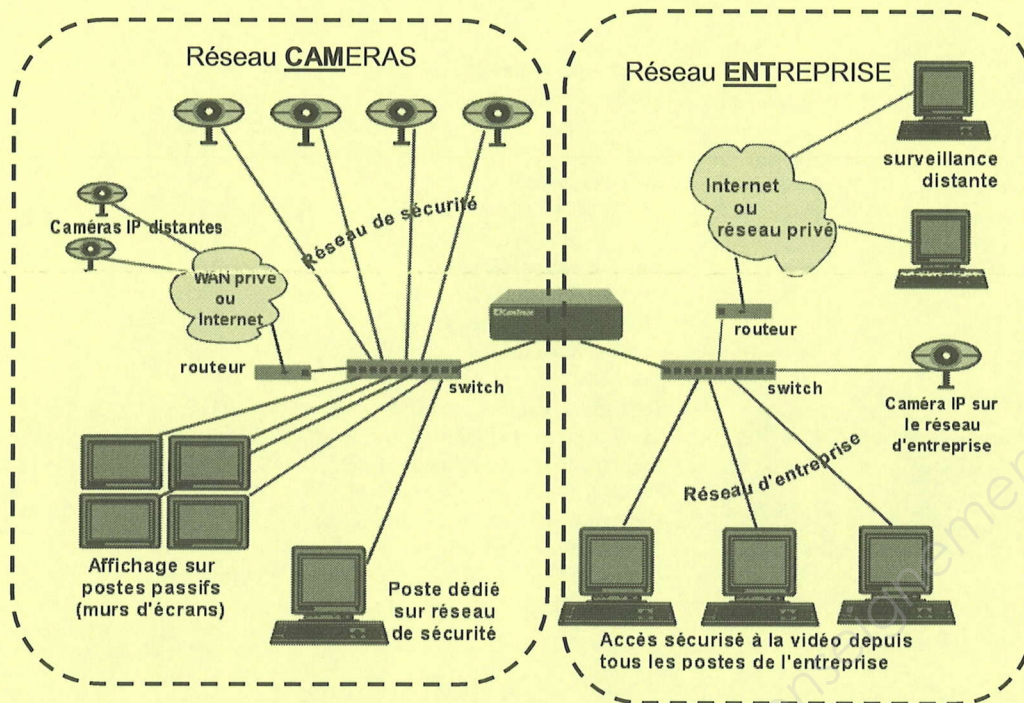 Réseau CAMERAS
Réseau de sécurité
Caméras IP distantes
WAN privé
ou
Internet
routeur
switch
Affichage sur
postes passifs
(murs d'écrans)
Poste dédié
sur réseau
de sécurité
Réseau ENTREPRISE
surveillance
distante
Internet
ou
réseau privé
routeur
switch
Caméra IP sur
le réseau
d'entreprise
Réseau d'entreprise
Accès sécurisé à la vidéo depuis
tous les postes de l'entreprise